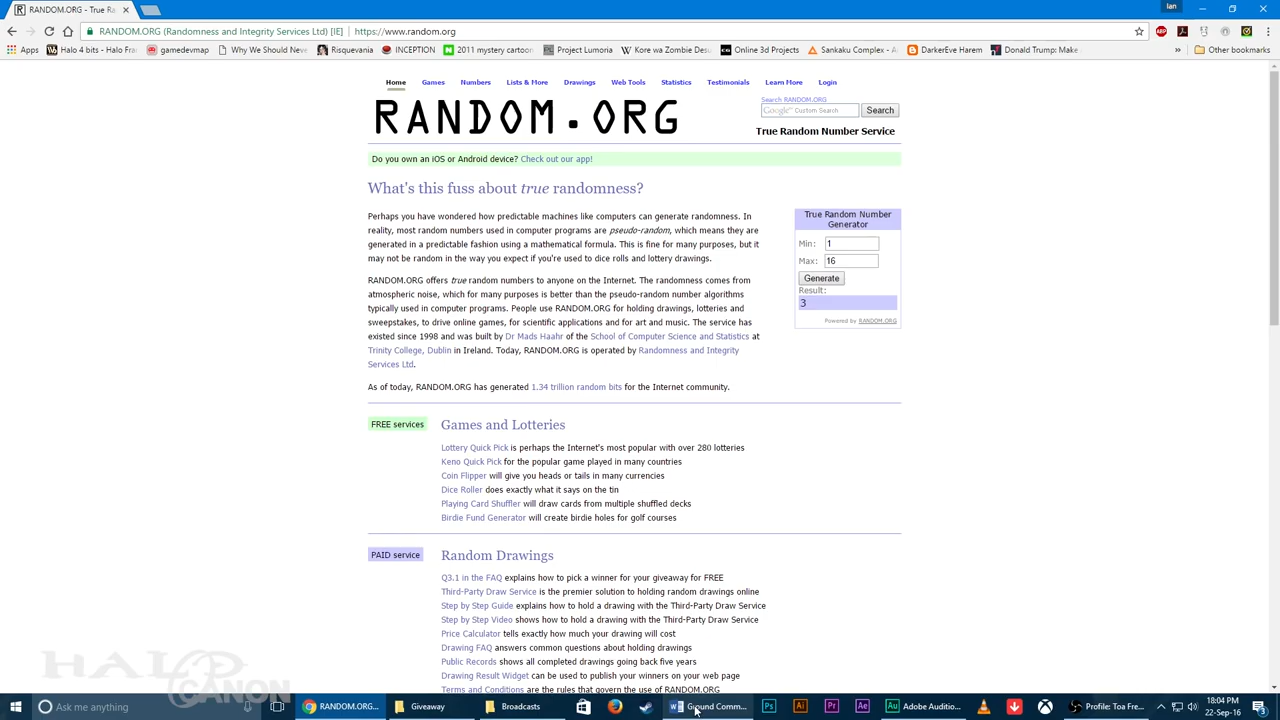 RANDOM.ORG - True Ra
Ian
RANDOM.ORG (Randomness and Integrity Services Ltd) [IE] https://www.random.org
Apps
Halo 4 bits - Halo Fra
gamedevmap
Why We Should Neve
Risquevania
INCEPTION
2011 mystery cartoon
Project Lumoria
Kore wa Zombie Desu
Online 3d Projects
Sankaku Complex - A
DarkerEve Harem
Donald Trump: Make
Other bookmarks
Home Games Numbers Lists & More Drawings Web Tools Statistics Testimonials Learn More Login
RANDOM.ORG
Search RANDOM.ORG
Google Custom Search Search
True Random Number Service
Do you own an iOS or Android device? Check out our app!
What's this fuss about true randomness?
Perhaps you have wondered how predictable machines like computers can generate randomness. In
reality, most random numbers used in computer programs are pseudo-random, which means they are
generated in a predictable fashion using a mathematical formula. This is fine for many purposes, but it
may not be random in the way you expect if you're used to dice rolls and lottery drawings.
RANDOM.ORG offers true random numbers to anyone on the Internet. The randomness comes from
atmospheric noise, which for many purposes is better than the pseudo-random number algorithms
typically used in computer programs. People use RANDOM.ORG for holding drawings, lotteries and
sweepstakes, to drive online games, for scientific applications and for art and music. The service has
existed since 1998 and was built by Dr Mads Haahr of the School of Computer Science and Statistics at
Trinity College, Dublin in Ireland. Today, RANDOM.ORG is operated by Randomness and Integrity
Services Ltd.
As of today, RANDOM.ORG has generated 1.34 trillion random bits for the Internet community.
True Random Number
Generator
Min: 1
Max: 16
Generate
Result:
3
Powered by RANDOM.ORG
FREE services
Games and Lotteries
Lottery Quick Pick is perhaps the Internet's most popular with over 280 lotteries
Keno Quick Pick for the popular game played in many countries
Coin Flipper will give you heads or tails in many currencies
Dice Roller does exactly what it says on the tin
Playing Card Shuffler will draw cards from multiple shuffled decks
Birdie Fund Generator will create birdie holes for golf courses
PAID service
Random Drawings
Q3.1 in the FAQ explains how to pick a winner for your giveaway for FREE
Third-Party Draw Service is the premier solution to holding random drawings online
Step by Step Guide explains how to hold a drawing with the Third-Party Draw Service
Step by Step Video shows how to hold a drawing with the Third-Party Draw Service
Price Calculator tells exactly how much your drawing will cost
Drawing FAQ answers common questions about holding drawings
Public Records shows all completed drawings going back five years
Drawing Result Widget can be used to publish your winners on your web page
Terms and Conditions are the rules that govern the use of RANDOM.ORG
HALO
CANON
Ask me anything
RANDOM.ORG...
Giveaway
Broadcasts
Ground Comm...
Ps
Ai
Pr
Ae
Au
Adobe Auditio...
18:04 PM
22-Sep-16